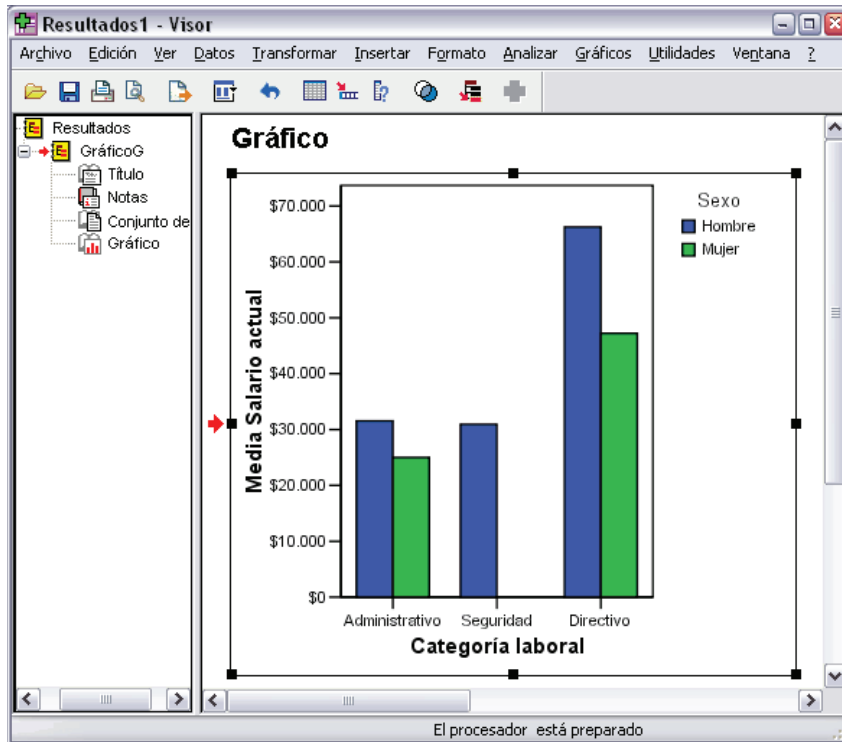 Resultados1 - Visor
Archivo Edición Ver Datos Transformar Insertar Formato Analizar Gráficos Utilidades Ventana ?
Resultados
GráficoG
Título
Notas
Conjunto de
Gráfico
Gráfico
$70.000
$60.000
$50.000
$40.000
$30.000
$20.000
$10.000
$0
Media Salario actual
Administrativo Seguridad Directivo
Categoría laboral
Sexo
Hombre
Mujer
El procesador está preparado